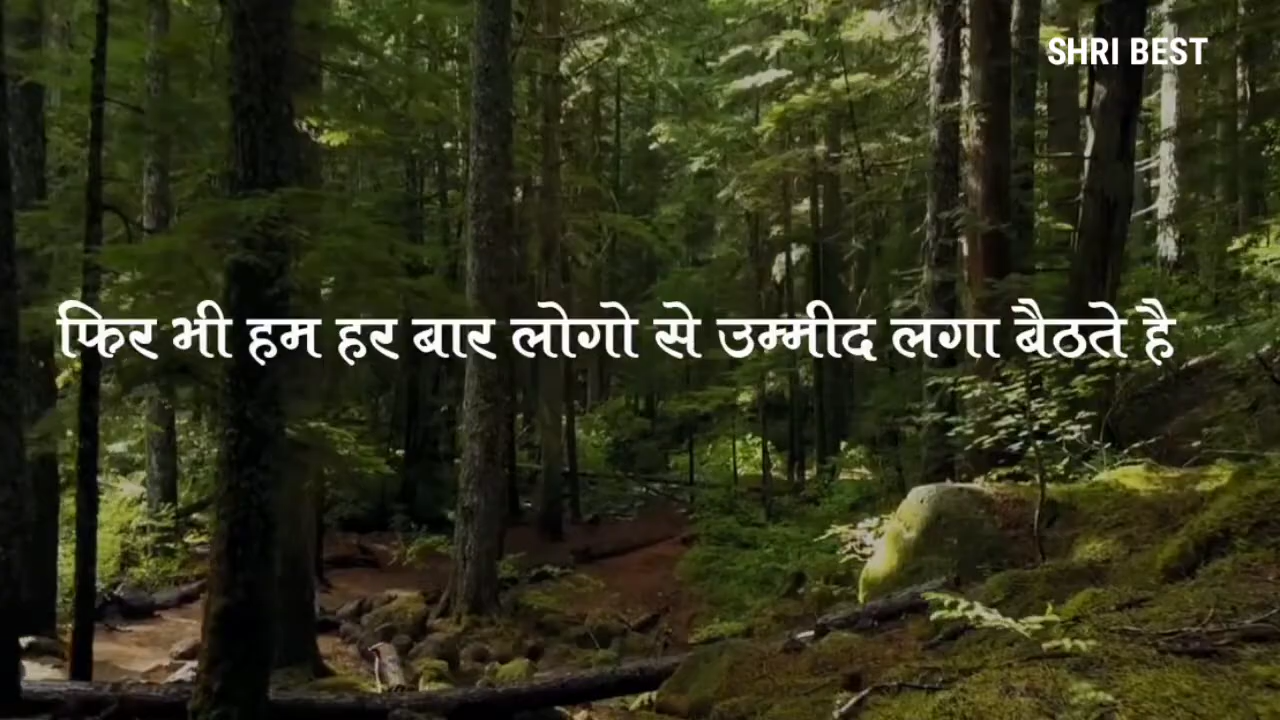 SHRI BEST
फिर भी हम हर बार लोगो से उम्मीद लगा बैठते है